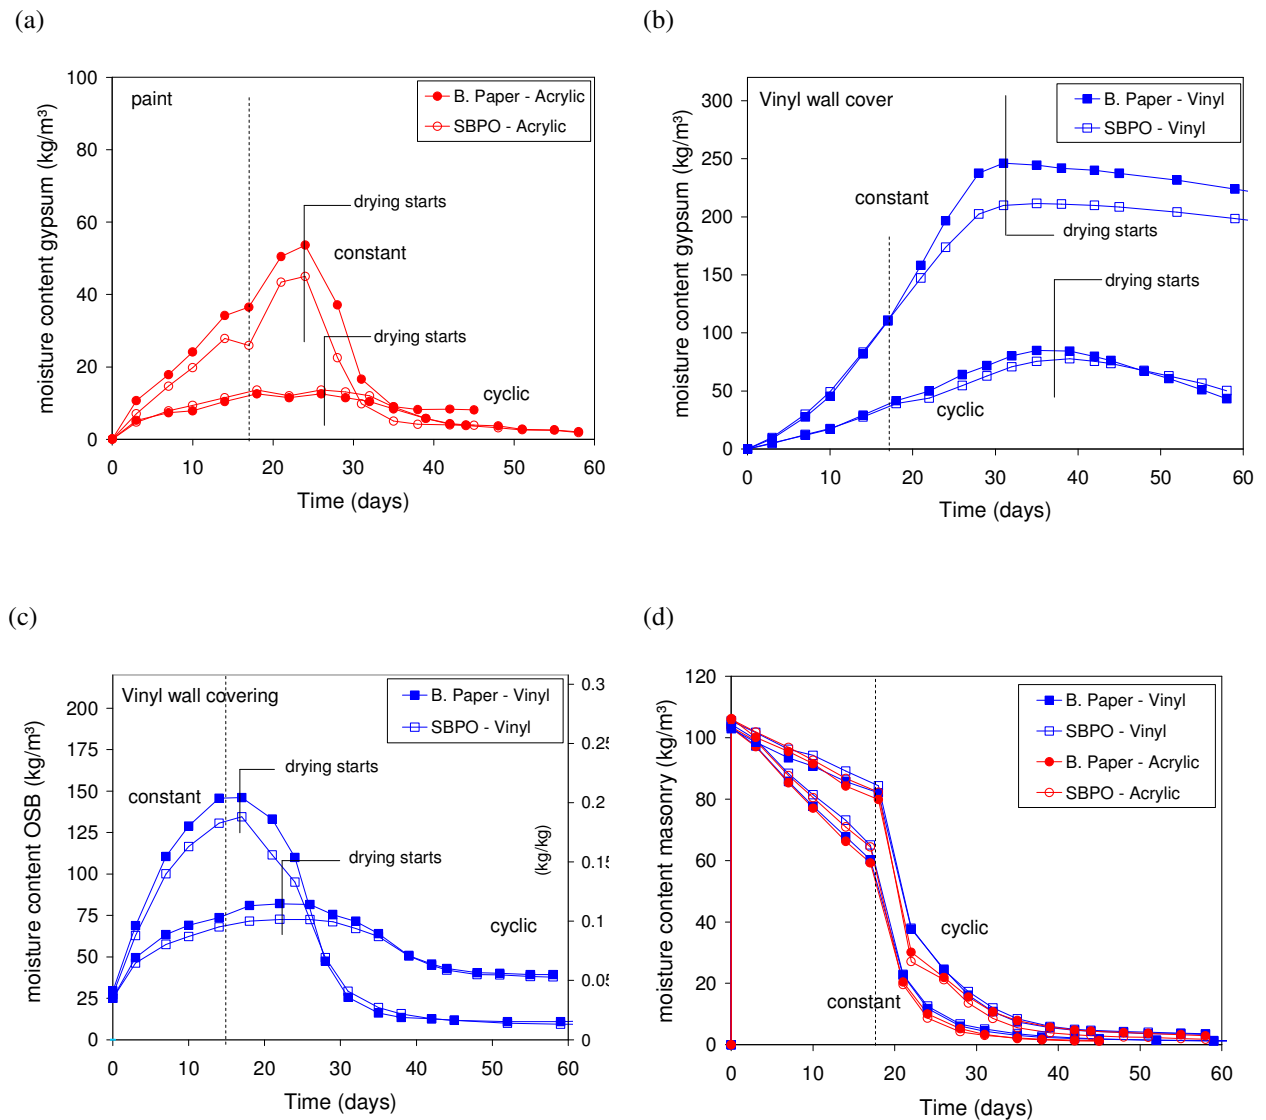 (a)
paint
B. Paper - Acrylic
SBPO - Acrylic
drying starts
constant
drying starts
cyclic
moisture content gypsum (kg/m³)
100
80
60
40
20
0
0 10 20 30 40 50 60
Time (days)
(b)
Vinyl wall cover
B. Paper - Vinyl
SBPO - Vinyl
constant
drying starts
drying starts
cyclic
moisture content gypsum (kg/m³)
300
250
200
150
100
50
0
0 10 20 30 40 50 60
Time (days)
(c)
Vinyl wall covering
B. Paper - Vinyl
SBPO - Vinyl
drying starts
constant
drying starts
cyclic
moisture content OSB (kg/m³)
200
175
150
125
100
75
50
25
0
0.3
0.25
0.2
0.15
0.1
0.05
0
(kg/kg)
0 10 20 30 40 50 60
Time (days)
(d)
B. Paper - Vinyl
SBPO - Vinyl
B. Paper - Acrylic
SBPO - Acrylic
cyclic
constant
moisture content masonry (kg/m³)
120
100
80
60
40
20
0
0 10 20 30 40 50 60
Time (days)